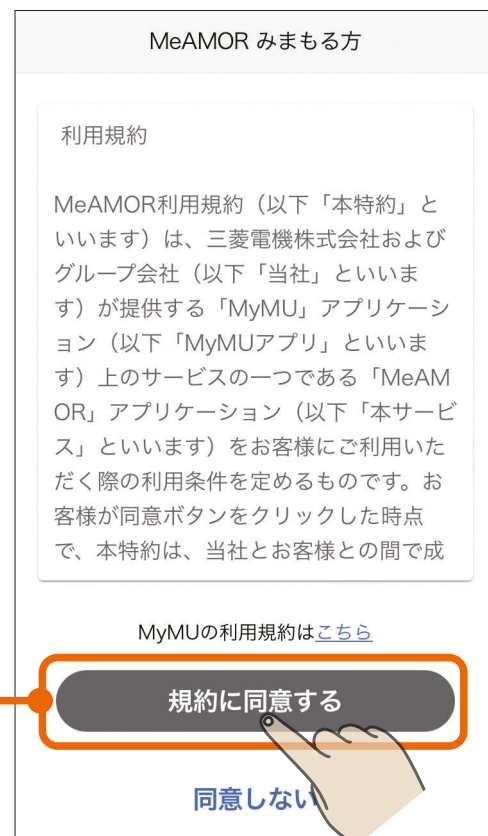 MeAMOR みまもる方
利用規約
MeAMOR利用規約（以下「本特約」と
いいます）は、三菱電機株式会社および
グループ会社（以下「当社」といいま
す）が提供する「MyMU」アプリケーシ
ョン（以下「MyMUアプリ」といいま
す）上のサービスの一つである「MeAM
OR」アプリケーション（以下「本サービ
ス」といいます）をお客様にご利用いた
だく際の利用条件を定めるものです。お
客様が同意ボタンをクリックした時点
で、本特約は、当社とお客様との間で成
MyMUの利用規約はこちら
規約に同意する
同意しない